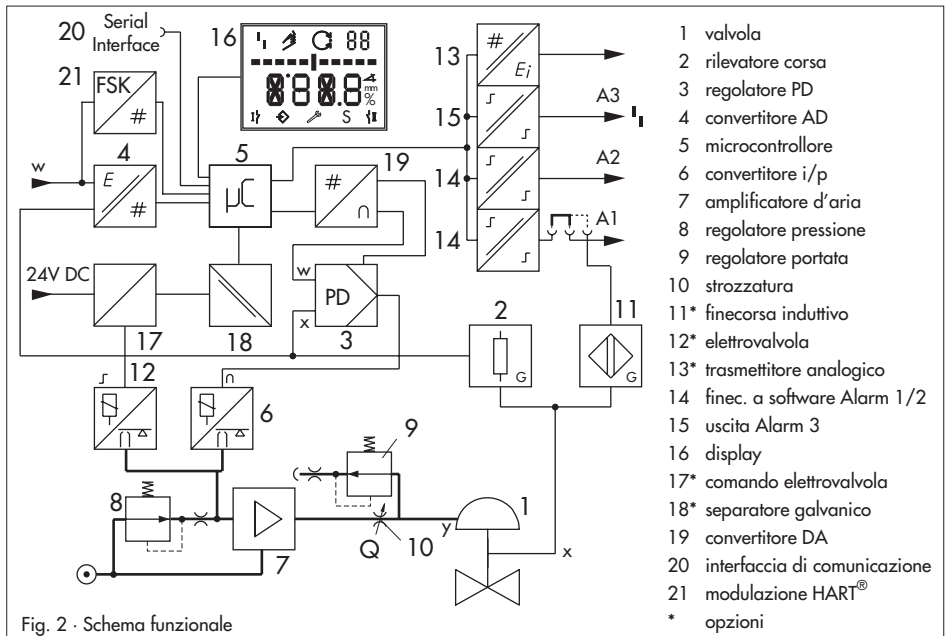 20 Serial Interface
16
88
21
FSK
#
8888
mm
%
S
13
#
Ei
15
A3
14
A2
14
A1
w
4
E
#
5
µC
19
#
∩
24V DC
17
18
w
PD
x
3
2
G
11
G
12
∩
6
∩
∩
8
9
7
Q
10
y
1
x
1 valvola
2 rilevatore corsa
3 regolatore PD
4 convertitore AD
5 microcontrollore
6 convertitore i/p
7 amplificatore d'aria
8 regolatore pressione
9 regolatore portata
10 strozzatura
11* finecorsa induttivo
12* elettrovalvola
13* trasmettitore analogico
14 finec. a software Alarm 1/2
15 uscita Alarm 3
16 display
17* comando elettrovalvola
18* separatore galvanico
19 convertitore DA
20 interfaccia di comunicazione
21 modulazione HART®
* opzioni
Fig. 2 · Schema funzionale